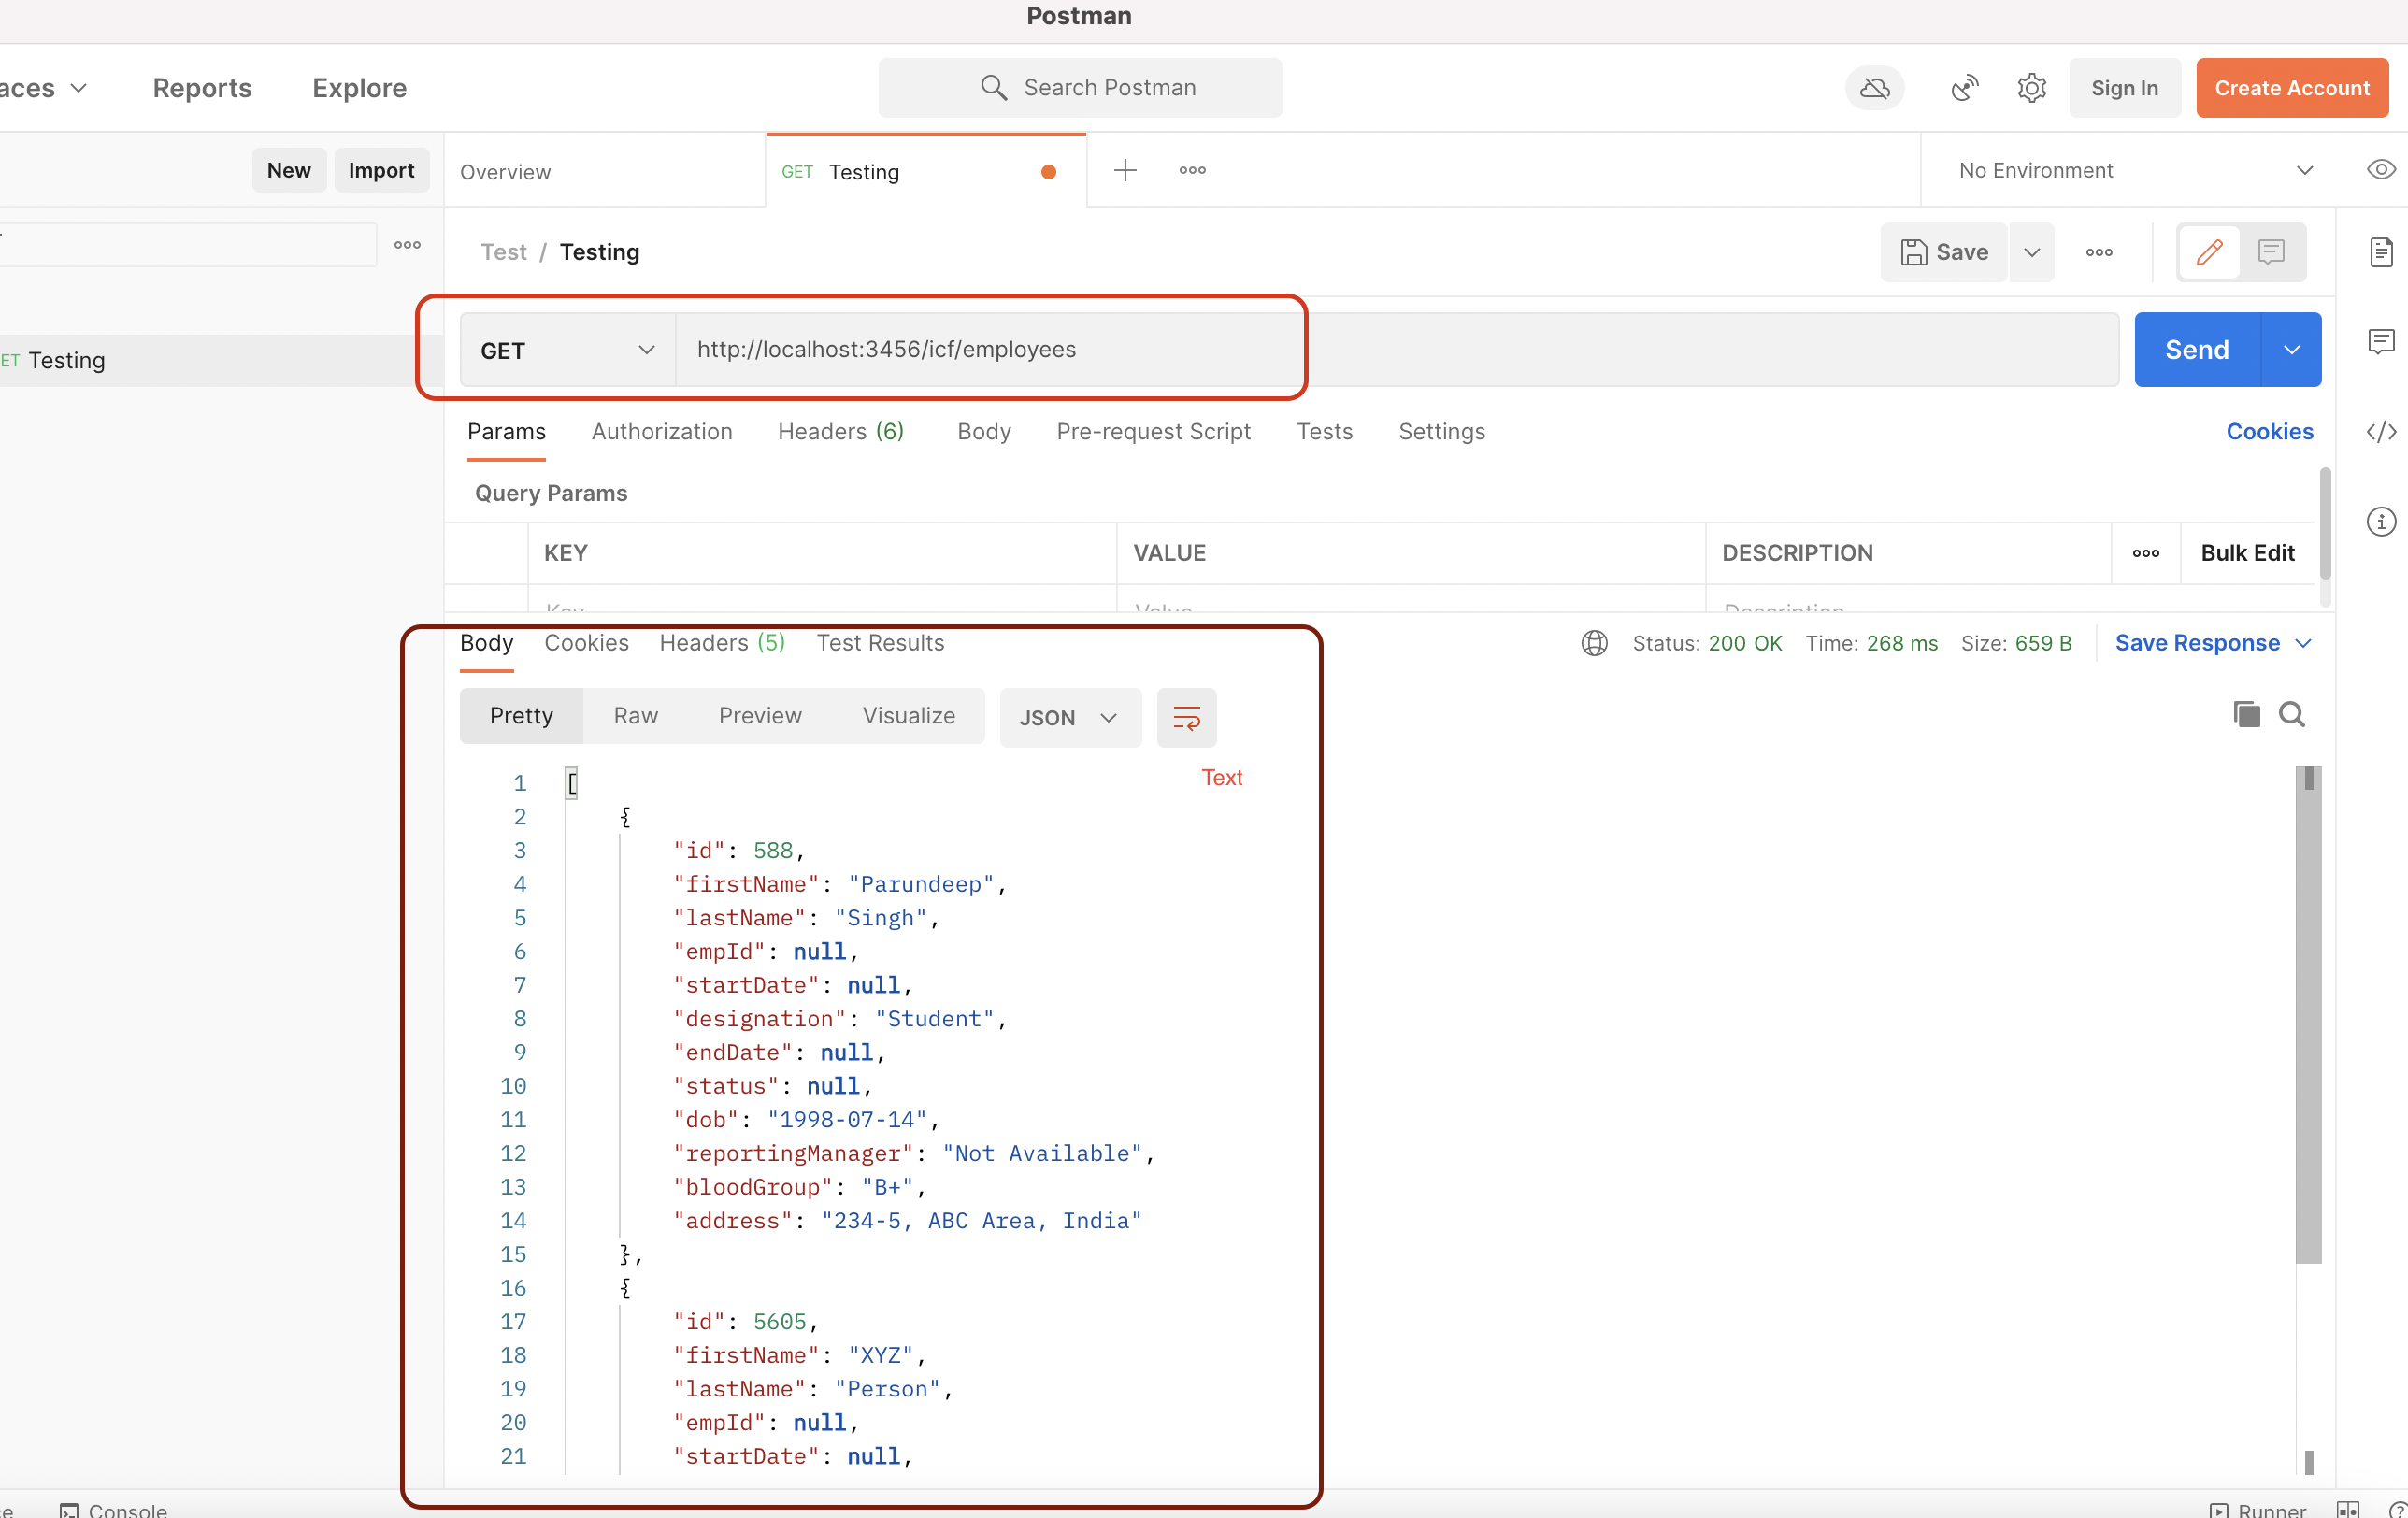 Postman
aces Reports Explore Search Postman Sign In Create Account
New Import Overview GET Testing No Environment
Test / Testing Save
GET http://localhost:3456/icf/employees Send
ET Testing
Params Authorization Headers (6) Body Pre-request Script Tests Settings Cookies
Query Params
KEY VALUE DESCRIPTION Bulk Edit
Key Value Description
Body Cookies Headers (5) Test Results Status: 200 OK Time: 268 ms Size: 659 B Save Response
Pretty Raw Preview Visualize JSON
Text
1 [
2 {
3 "id": 588,
4 "firstName": "Parundeep",
5 "lastName": "Singh",
6 "empId": null,
7 "startDate": null,
8 "designation": "Student",
9 "endDate": null,
10 "status": null,
11 "dob": "1998-07-14",
12 "reportingManager": "Not Available",
13 "bloodGroup": "B+",
14 "address": "234-5, ABC Area, India"
15 },
16 {
17 "id": 5605,
18 "firstName": "XYZ",
19 "lastName": "Person",
20 "empId": null,
21 "startDate": null,
Console Runner